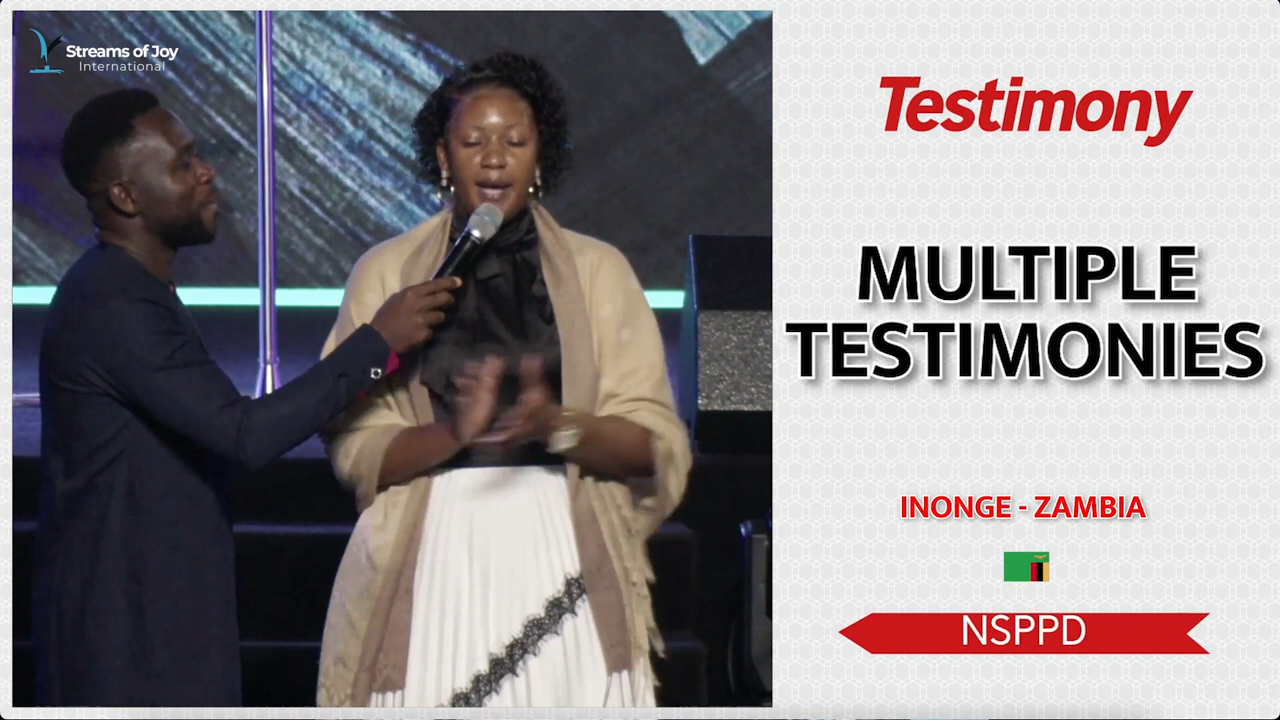 Streams of Joy
International
Testimony
MULTIPLE
TESTIMONIES
INONGE - ZAMBIA
NSPPD